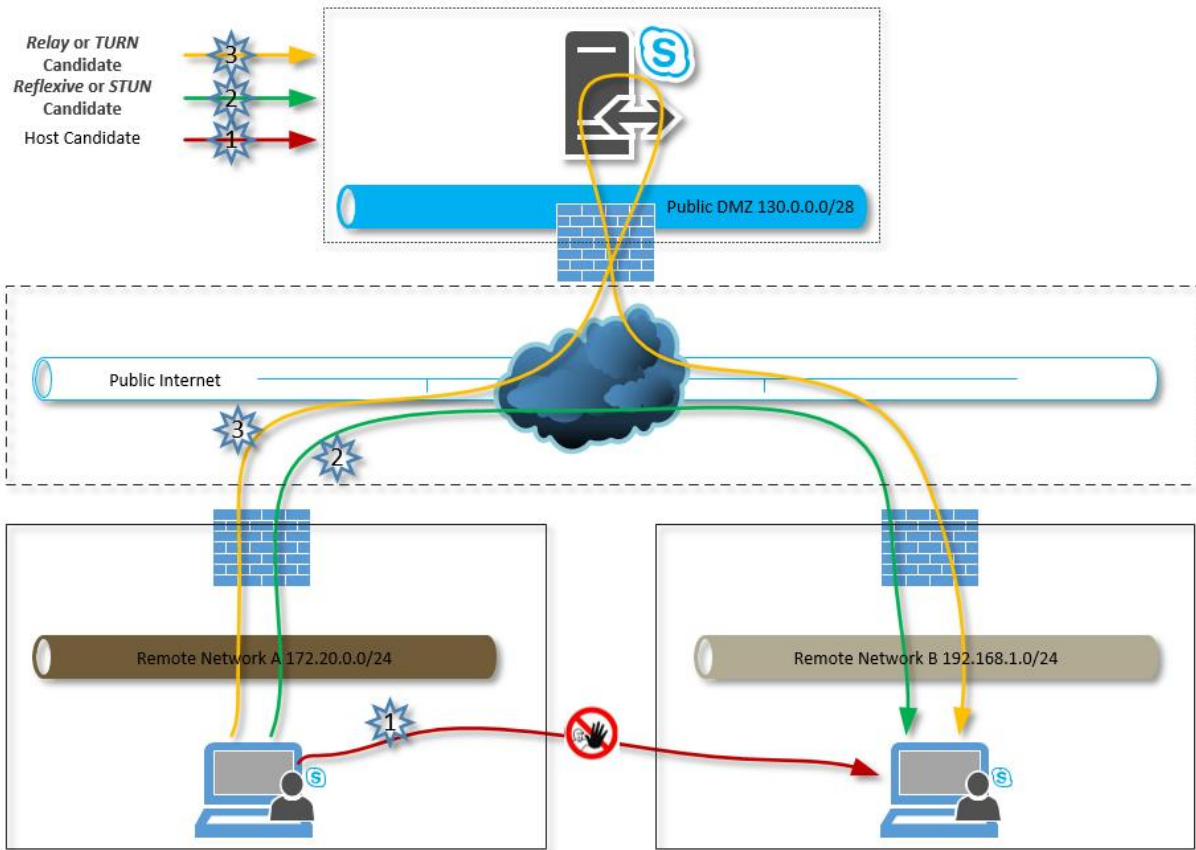 Relay or TURN
Candidate
3
Reflexive or STUN
Candidate
2
Host Candidate
1
S
Public DMZ 130.0.0.0/28
Public Internet
3
2
Remote Network A 172.20.0.0/24
Remote Network B 192.168.1.0/24
1
S
S